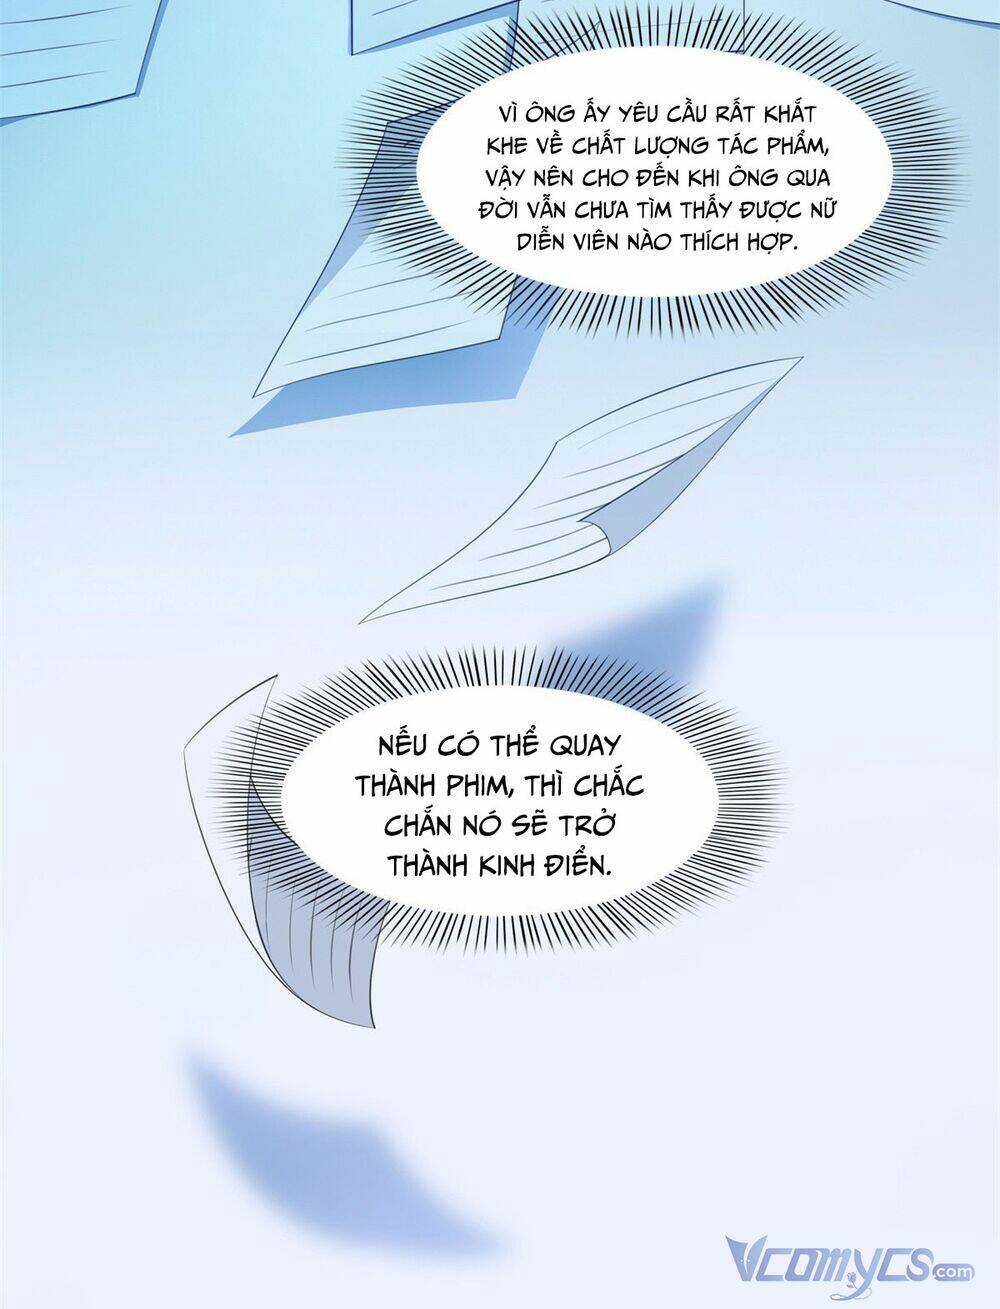 VÌ ÔNG ẤY YÊU CẦU RẤT KHẮT
KHE VỀ CHẤT LƯỢNG TÁC PHẨM,
VẬY NÊN CHO ĐẾN KHI ÔNG QUA
ĐỜI VẪN CHƯA TÌM THẤY ĐƯỢC NỮ
DIỄN VIÊN NÀO THÍCH HỢP.
NẾU CÓ THỂ QUAY
THÀNH PHIM, THÌ CHẮC
CHẮN NÓ SẼ TRỞ
THÀNH KINH ĐIỂN.
VCOMYCS.com